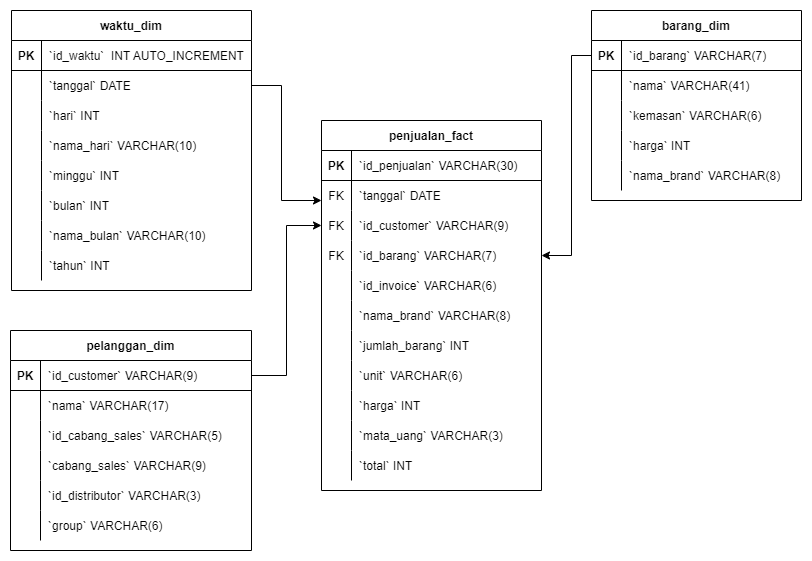 waktu_dim
PK `id_waktu` INT AUTO_INCREMENT
`tanggal` DATE
`hari` INT
`nama_hari` VARCHAR(10)
`minggu` INT
`bulan` INT
`nama_bulan` VARCHAR(10)
`tahun` INT
pelanggan_dim
PK `id_customer` VARCHAR(9)
`nama` VARCHAR(17)
`id_cabang_sales` VARCHAR(5)
`cabang_sales` VARCHAR(9)
`id_distributor` VARCHAR(3)
`group` VARCHAR(6)
penjualan_fact
PK `id_penjualan` VARCHAR(30)
FK `tanggal` DATE
FK `id_customer` VARCHAR(9)
FK `id_barang` VARCHAR(7)
`id_invoice` VARCHAR(6)
`nama_brand` VARCHAR(8)
`jumlah_barang` INT
`unit` VARCHAR(6)
`harga` INT
`mata_uang` VARCHAR(3)
`total` INT
barang_dim
PK `id_barang` VARCHAR(7)
`nama` VARCHAR(41)
`kemasan` VARCHAR(6)
`harga` INT
`nama_brand` VARCHAR(8)